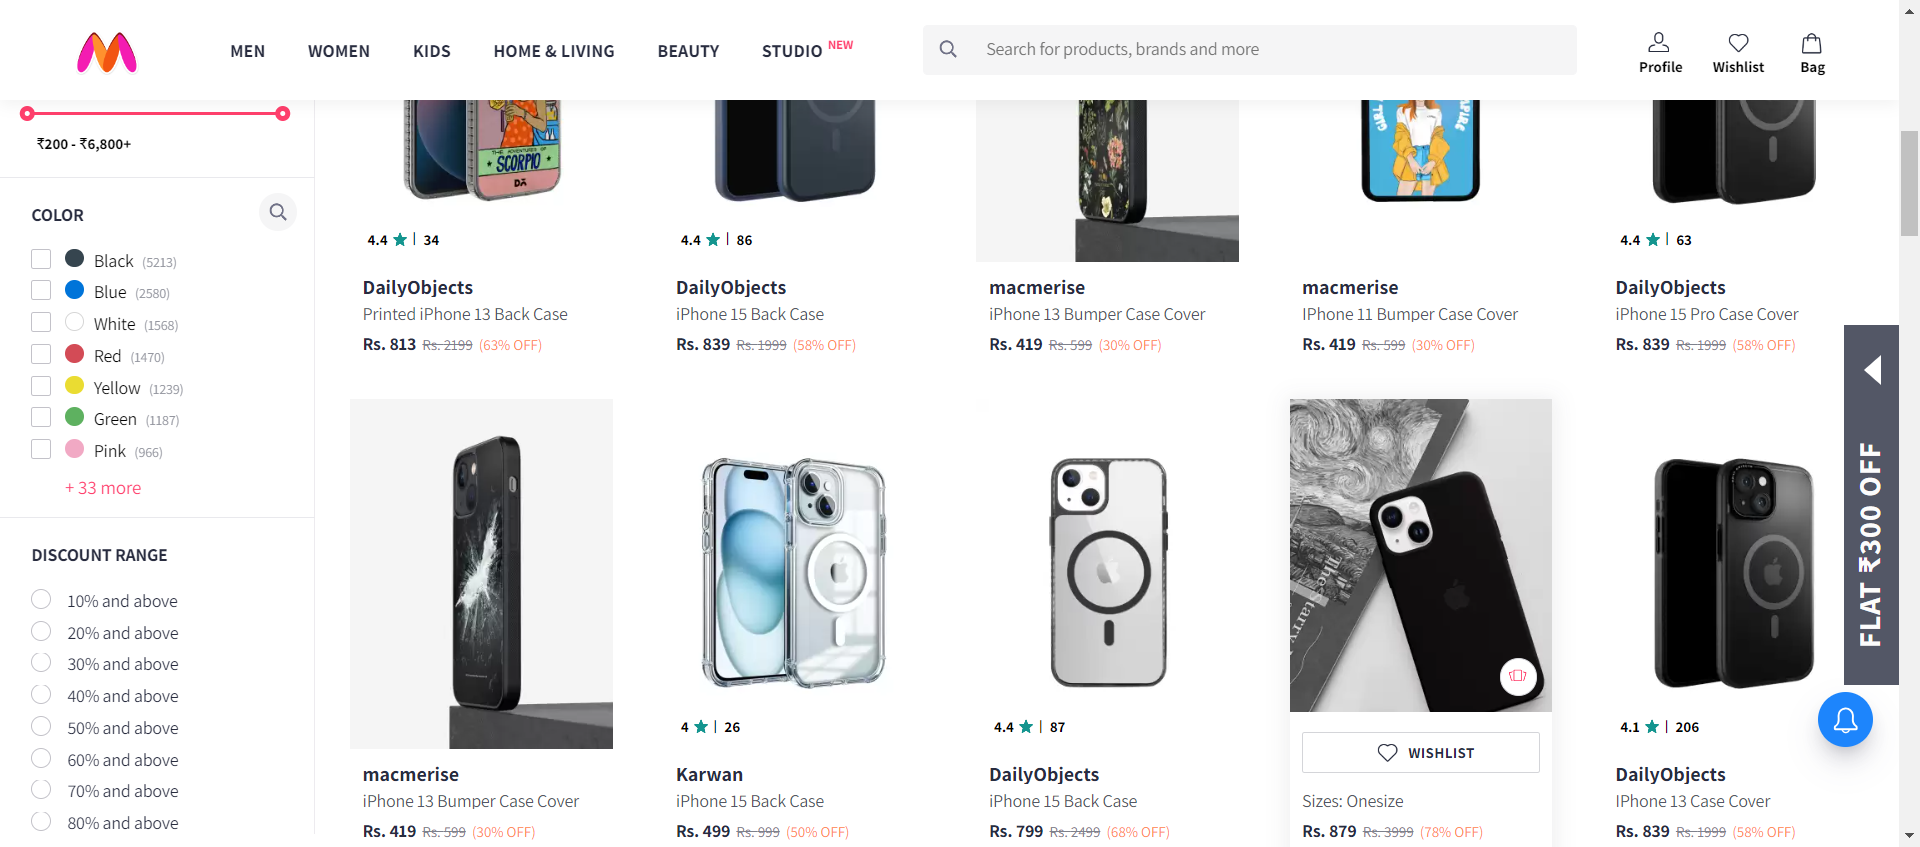 MEN
WOMEN
KIDS
HOME & LIVING
BEAUTY
STUDIO NEW
Search for products, brands and more
Profile
Wishlist
Bag
₹200 - ₹6,800+
COLOR
Black (5213)
Blue (2580)
White (1568)
Red (1470)
Yellow (1239)
Green (1187)
Pink (966)
+ 33 more
DISCOUNT RANGE
10% and above
20% and above
30% and above
40% and above
50% and above
60% and above
70% and above
80% and above
THE ADVENTURES OF
SCORPIO
4.4 | 34
DailyObjects
Printed iPhone 13 Back Case
Rs. 813 Rs. 2199 (63% OFF)
4.4 | 86
DailyObjects
iPhone 15 Back Case
Rs. 839 Rs. 1999 (58% OFF)
macmerise
iPhone 13 Bumper Case Cover
Rs. 419 Rs. 599 (30% OFF)
GIRL
macmerise
IPhone 11 Bumper Case Cover
Rs. 419 Rs. 599 (30% OFF)
4.4 | 63
DailyObjects
iPhone 15 Pro Case Cover
Rs. 839 Rs. 1999 (58% OFF)
macmerise
iPhone 13 Bumper Case Cover
Rs. 419 Rs. 599 (30% OFF)
4 | 26
Karwan
iPhone 15 Back Case
Rs. 499 Rs. 999 (50% OFF)
4.4 | 87
DailyObjects
iPhone 15 Back Case
Rs. 799 Rs. 2499 (68% OFF)
The
Starry
WISHLIST
Sizes: Onesize
Rs. 879 Rs. 3999 (78% OFF)
4.1 | 206
DailyObjects
IPhone 13 Case Cover
Rs. 839 Rs. 1999 (58% OFF)
FLAT ₹300 OFF